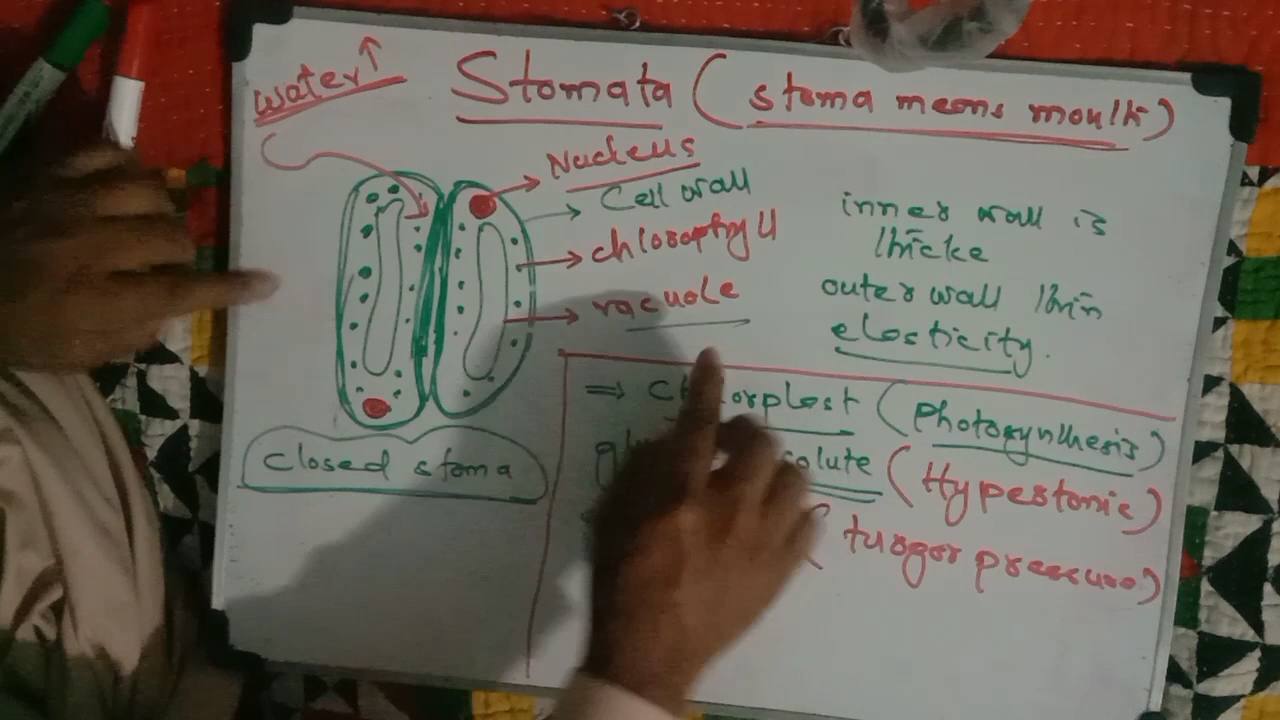 water↑
Stomata (stoma means mouth)
Nucleus
Cell wall
chlorophyll
vacuole
inner wall is
thicke
outer wall thin
elasticity.
closed stoma
⇒ (Photosynthesis)
solute (Hypertonic)
(turgor pressure)